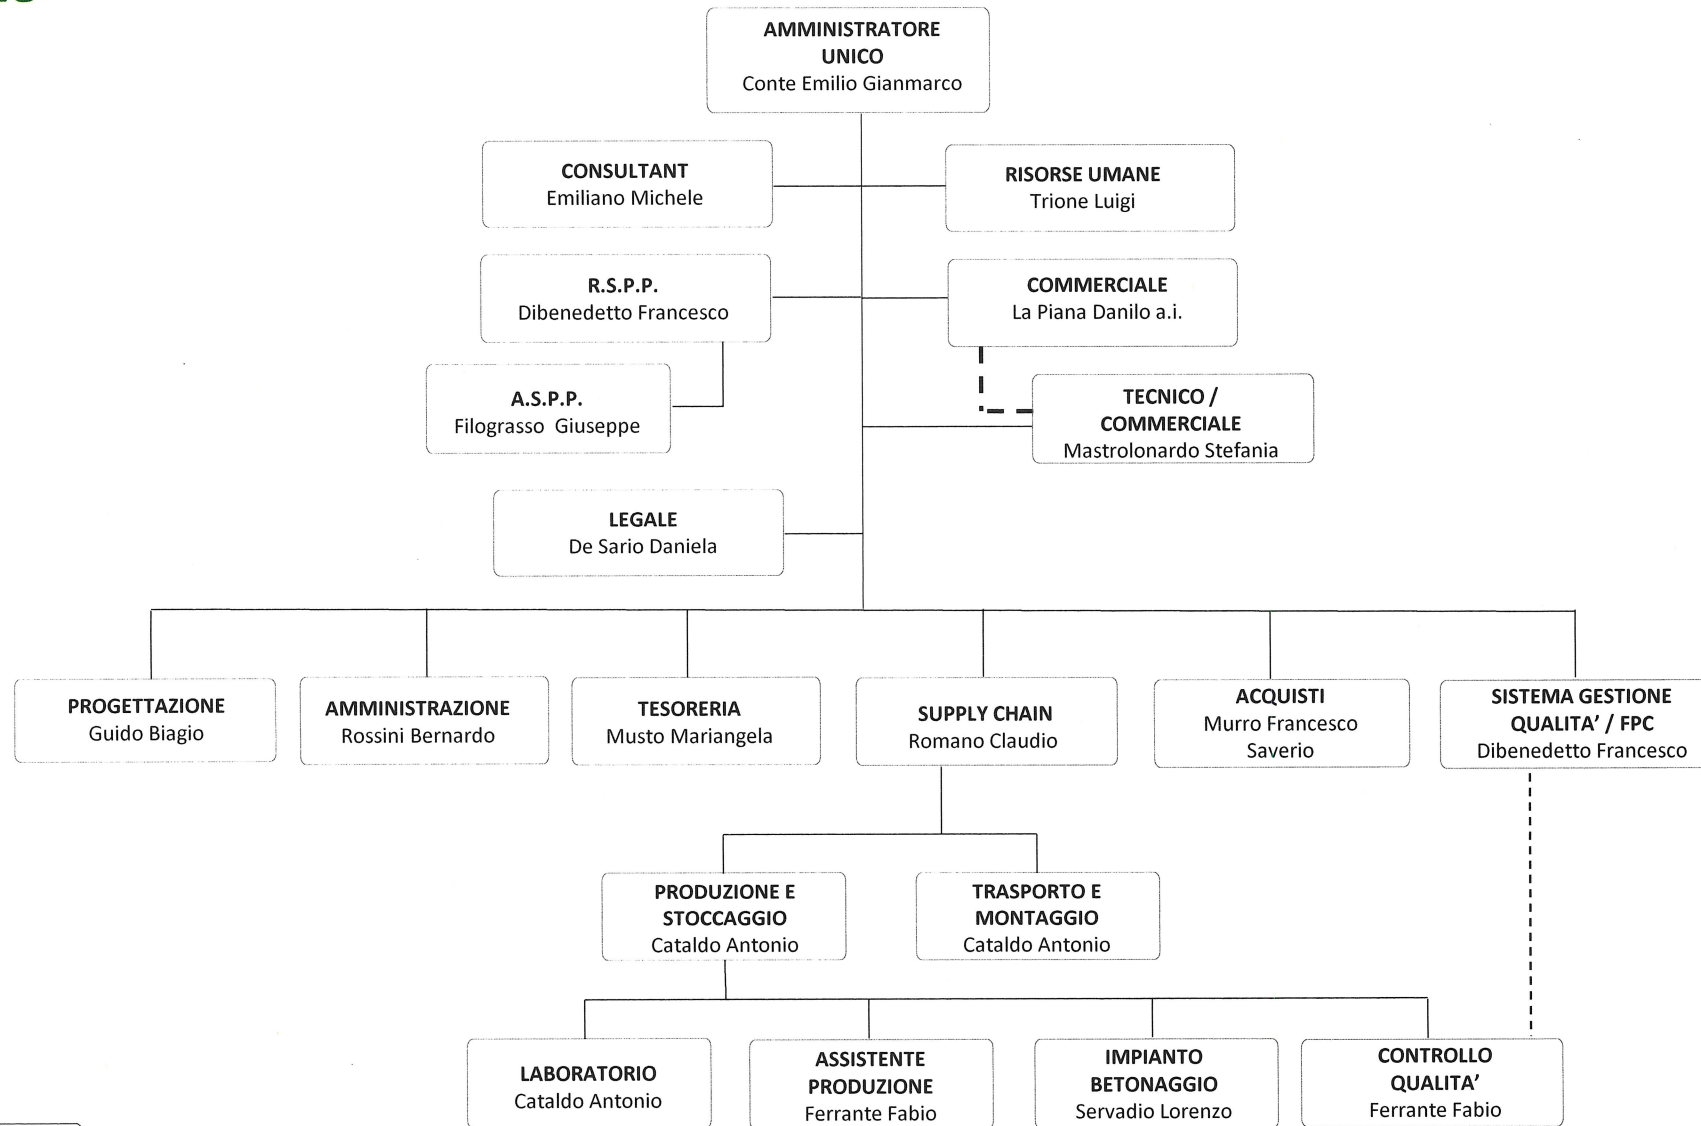 AMMINISTRATORE
UNICO
Conte Emilio Gianmarco
CONSULTANT
Emiliano Michele
RISORSE UMANE
Trione Luigi
R.S.P.P.
Dibenedetto Francesco
COMMERCIALE
La Piana Danilo a.i.
A.S.P.P.
Filograsso Giuseppe
TECNICO /
COMMERCIALE
Mastrolonardo Stefania
LEGALE
De Sario Daniela
PROGETTAZIONE
Guido Biagio
AMMINISTRAZIONE
Rossini Bernardo
TESORERIA
Musto Mariangela
SUPPLY CHAIN
Romano Claudio
ACQUISTI
Murro Francesco
Saverio
SISTEMA GESTIONE
QUALITA’ / FPC
Dibenedetto Francesco
PRODUZIONE E
STOCCAGGIO
Cataldo Antonio
TRASPORTO E
MONTAGGIO
Cataldo Antonio
LABORATORIO
Cataldo Antonio
ASSISTENTE
PRODUZIONE
Ferrante Fabio
IMPIANTO
BETONAGGIO
Servadio Lorenzo
CONTROLLO
QUALITA’
Ferrante Fabio